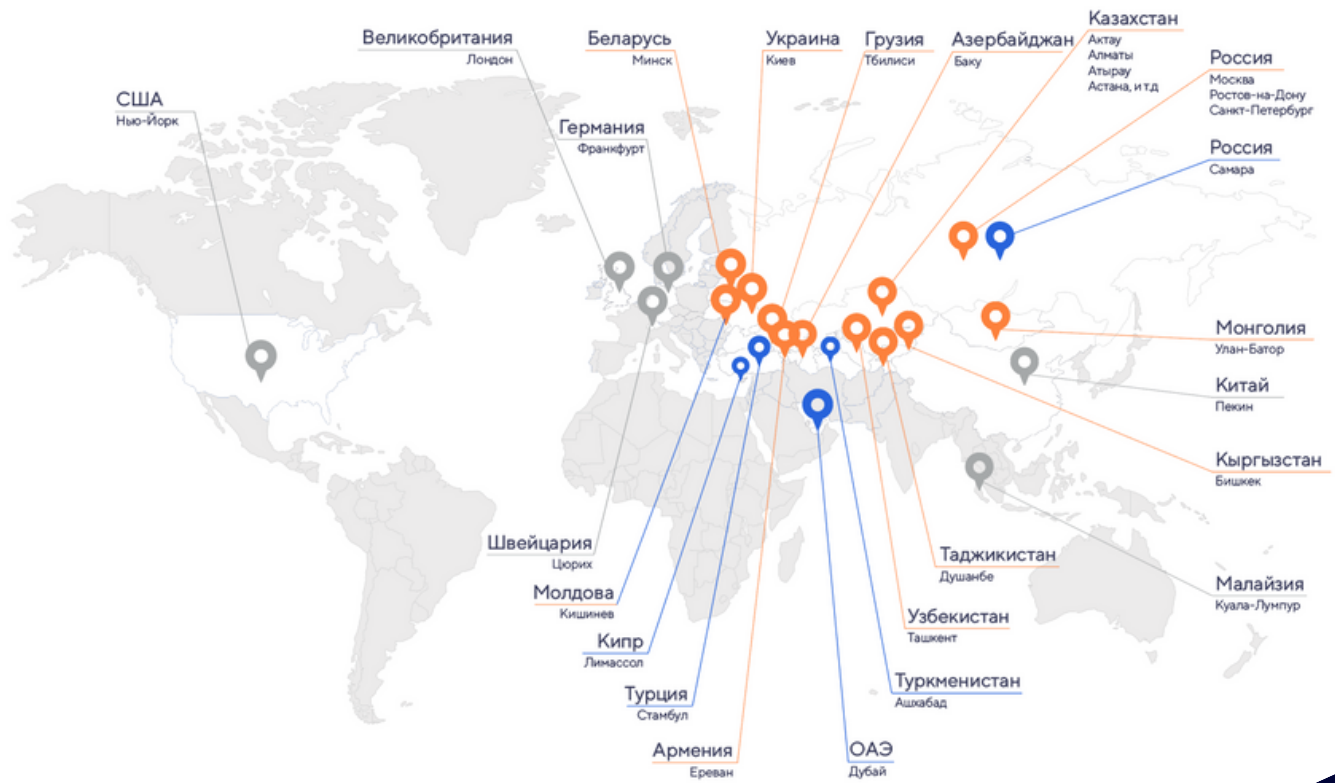 Великобритания
Лондон
Беларусь
Минск
Украина
Киев
Грузия
Тбилиси
Азербайджан
Баку
Казахстан
Актау
Алматы
Атырау
Астана, и т.д
Россия
Москва
Ростов-на-Дону
Санкт-Петербург
США
Нью-Йорк
Германия
Франкфурт
Россия
Самара
Монголия
Улан-Батор
Китай
Пекин
Кыргызстан
Бишкек
Швейцария
Цюрих
Таджикистан
Душанбе
Молдова
Кишинев
Малайзия
Куала-Лумпур
Узбекистан
Ташкент
Кипр
Лимассол
Туркменистан
Ашхабад
Турция
Стамбул
Армения
Ереван
ОАЭ
Дубай